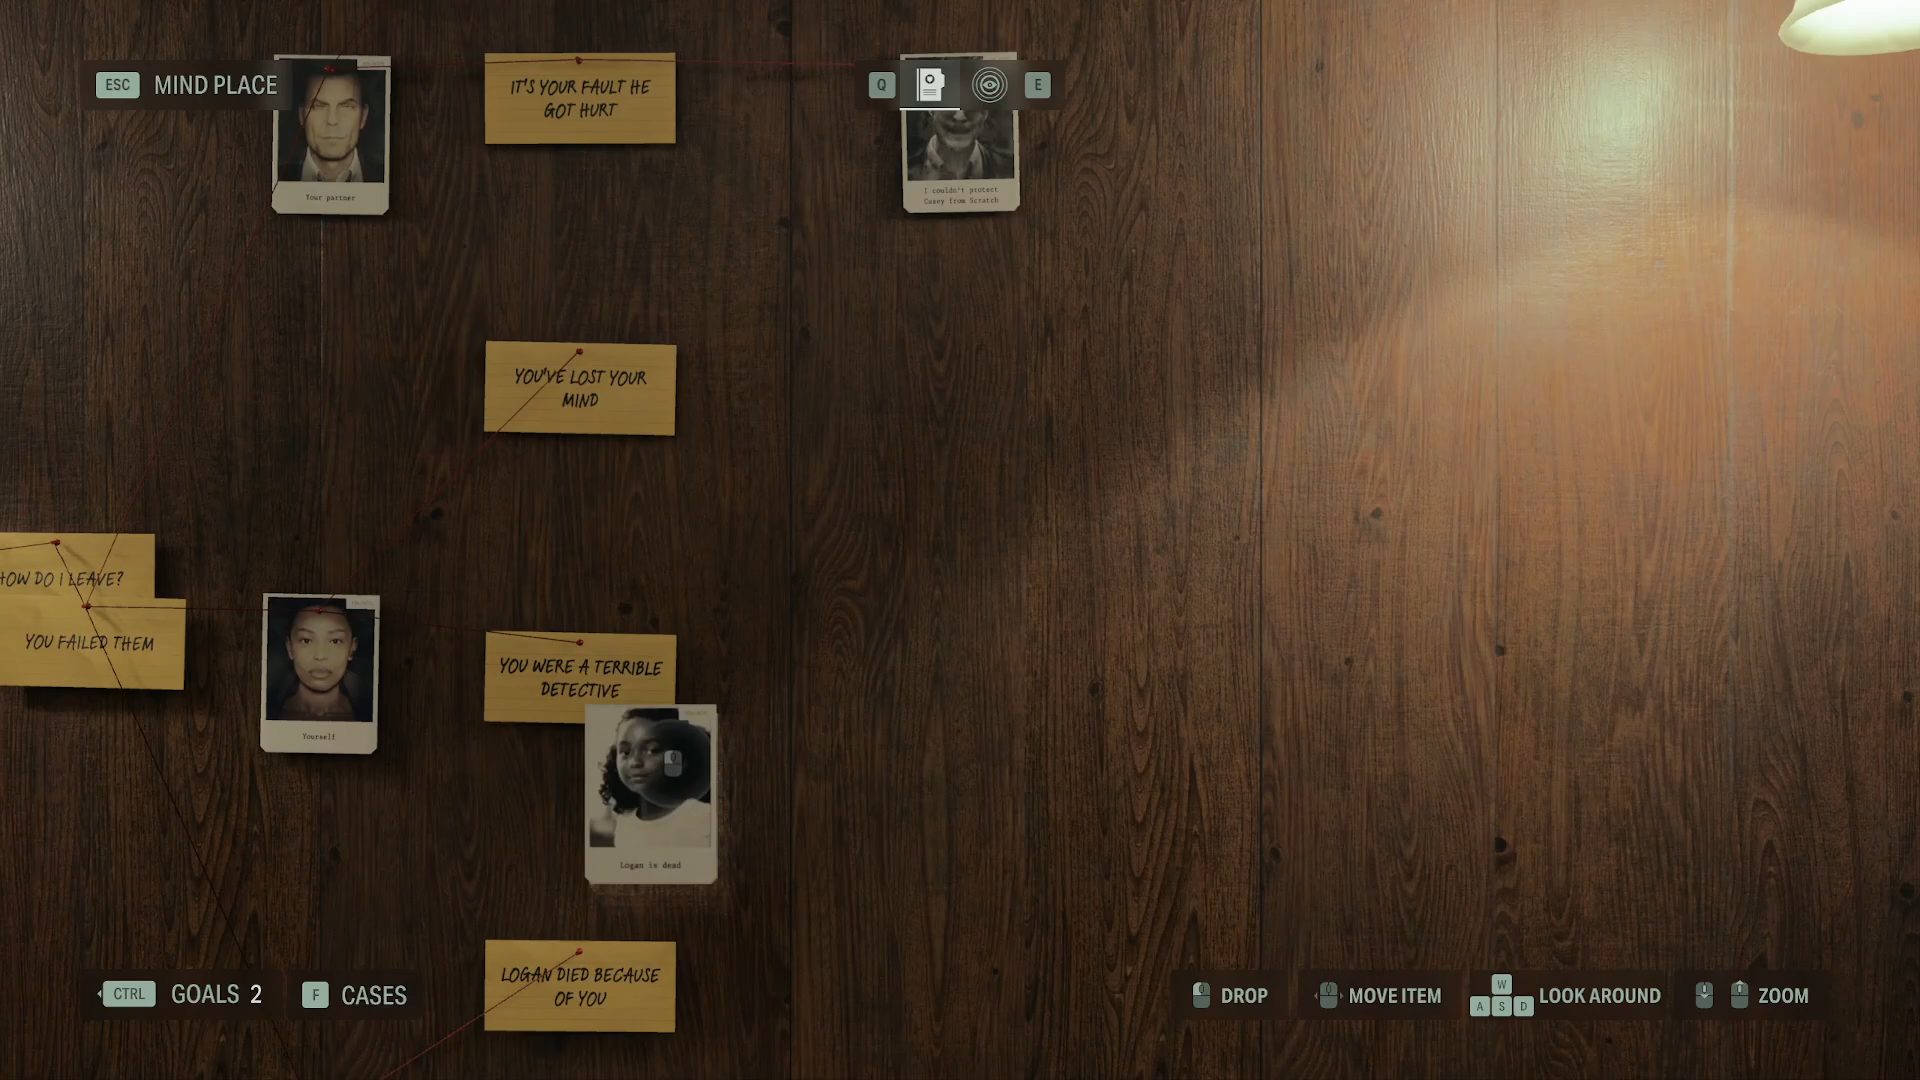 ESC MIND PLACE
Your partner
IT'S YOUR FAULT HE
GOT HURT
Q
E
I couldn't protect
Casey from Scratch
YOU'VE LOST YOUR
MIND
HOW DO I LEAVE?
YOU FAILED THEM
Yourself
YOU WERE A TERRIBLE
DETECTIVE
Logan is dead
LOGAN DIED BECAUSE
OF YOU
CTRL GOALS 2
F CASES
DROP
MOVE ITEM
W
A S D
LOOK AROUND
ZOOM